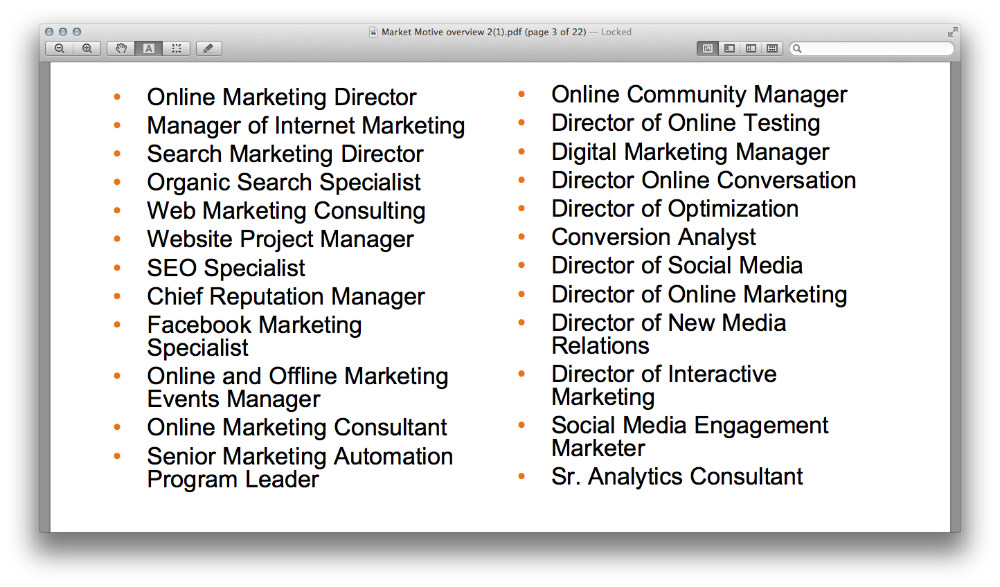 Market Motive overview 2(1).pdf (page 3 of 22) — Locked
A
• Online Marketing Director
• Manager of Internet Marketing
• Search Marketing Director
• Organic Search Specialist
• Web Marketing Consulting
• Website Project Manager
• SEO Specialist
• Chief Reputation Manager
• Facebook Marketing
Specialist
• Online and Offline Marketing
Events Manager
• Online Marketing Consultant
• Senior Marketing Automation
Program Leader
• Online Community Manager
• Director of Online Testing
• Digital Marketing Manager
• Director Online Conversation
• Director of Optimization
• Conversion Analyst
• Director of Social Media
• Director of Online Marketing
• Director of New Media
Relations
• Director of Interactive
Marketing
• Social Media Engagement
Marketer
• Sr. Analytics Consultant